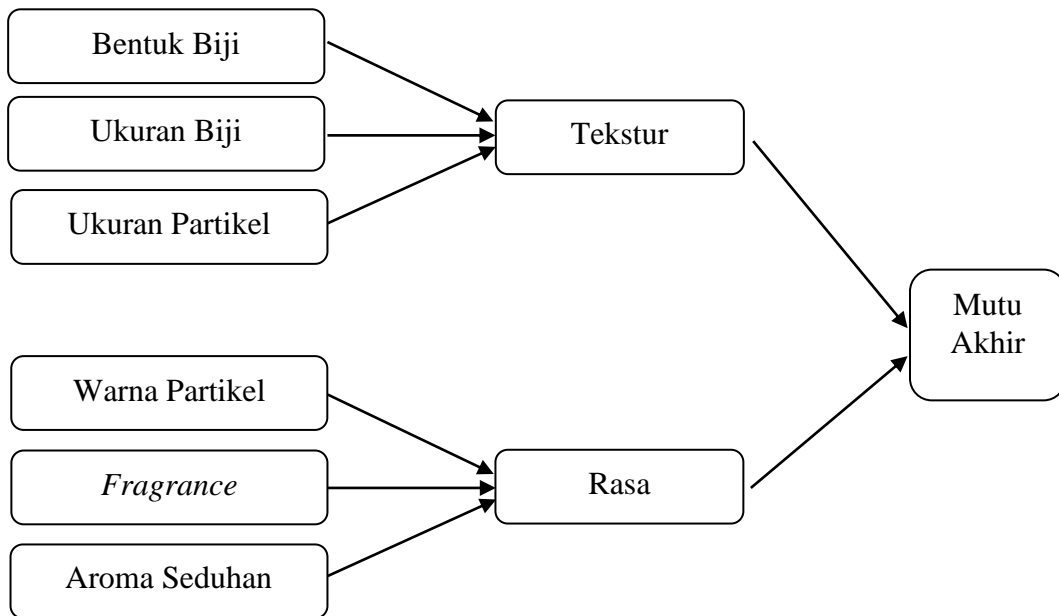 Bentuk Biji
Ukuran Biji
Ukuran Partikel
Tekstur
Warna Partikel
Fragrance
Aroma Seduhan
Rasa
Mutu
Akhir